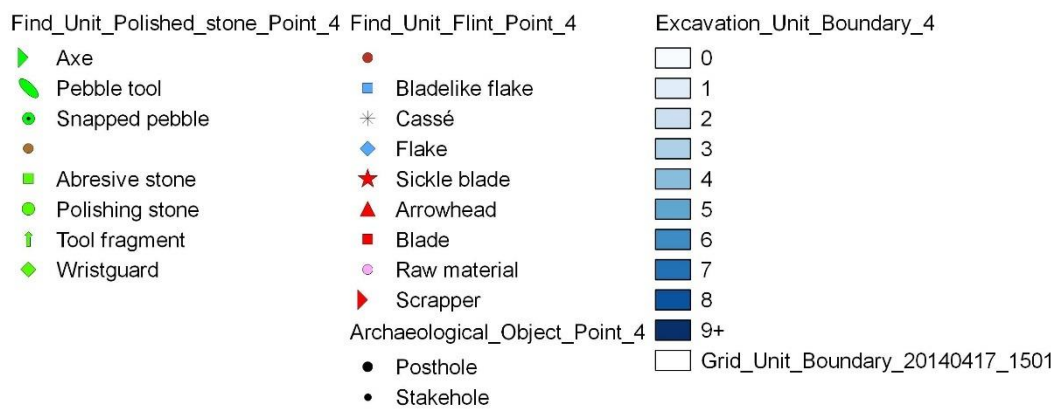 Find_Unit_Polished_stone_Point_4
Axe
Pebble tool
Snapped pebble
Abresive stone
Polishing stone
Tool fragment
Wristguard
Find_Unit_Flint_Point_4
Bladelike flake
Cassé
Flake
Sickle blade
Arrowhead
Blade
Raw material
Scrapper
Archaeological_Object_Point_4
Posthole
Stakehole
Excavation_Unit_Boundary_4
0
1
2
3
4
5
6
7
8
9+
Grid_Unit_Boundary_20140417_1501